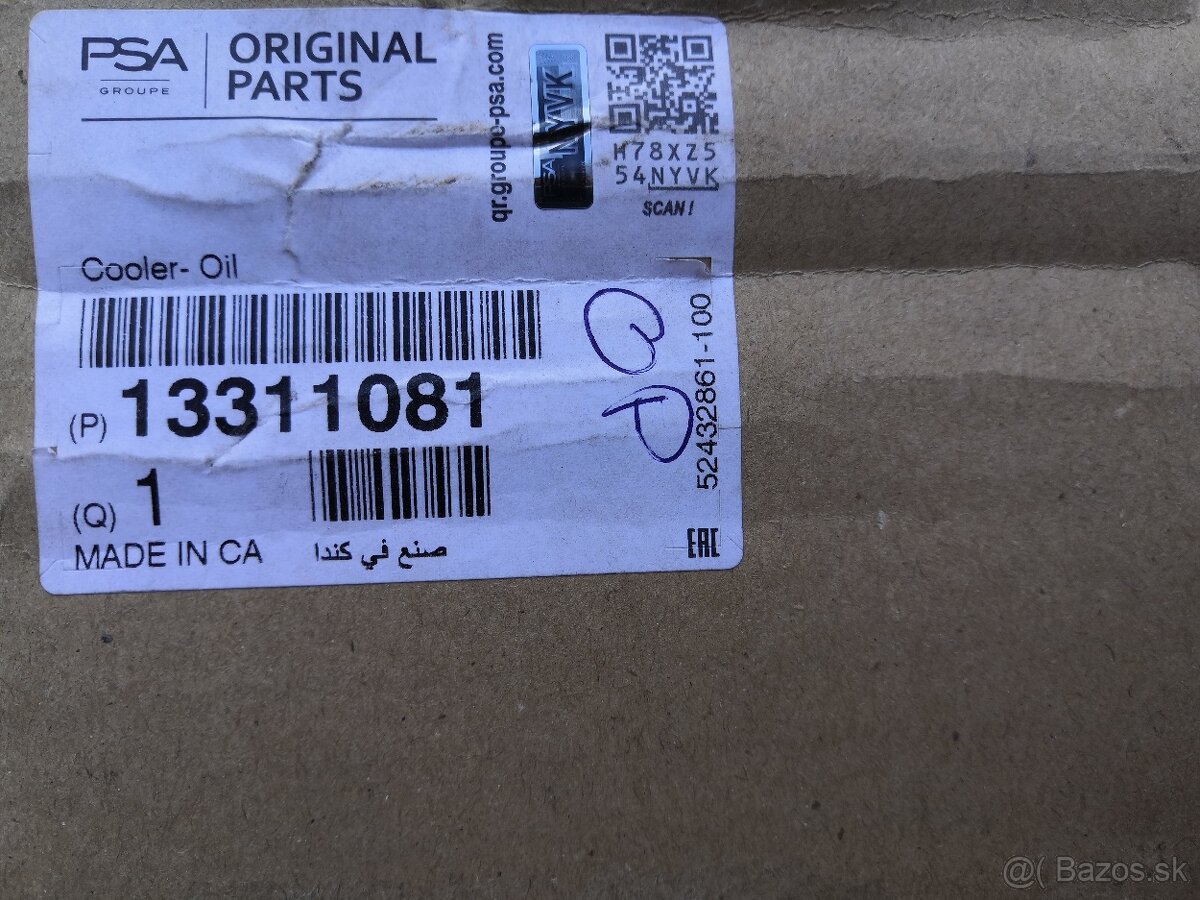 PSA
GROUPE
ORIGINAL
PARTS
qr.groupe-psa.com
NYVK
H78XZ5
54NYVK
SCAN!
Cooler- Oil
(P) 13311081
(Q) 1
MADE IN CA
صنع في كندا
52432861-100
EAC
@( Bazos.sk